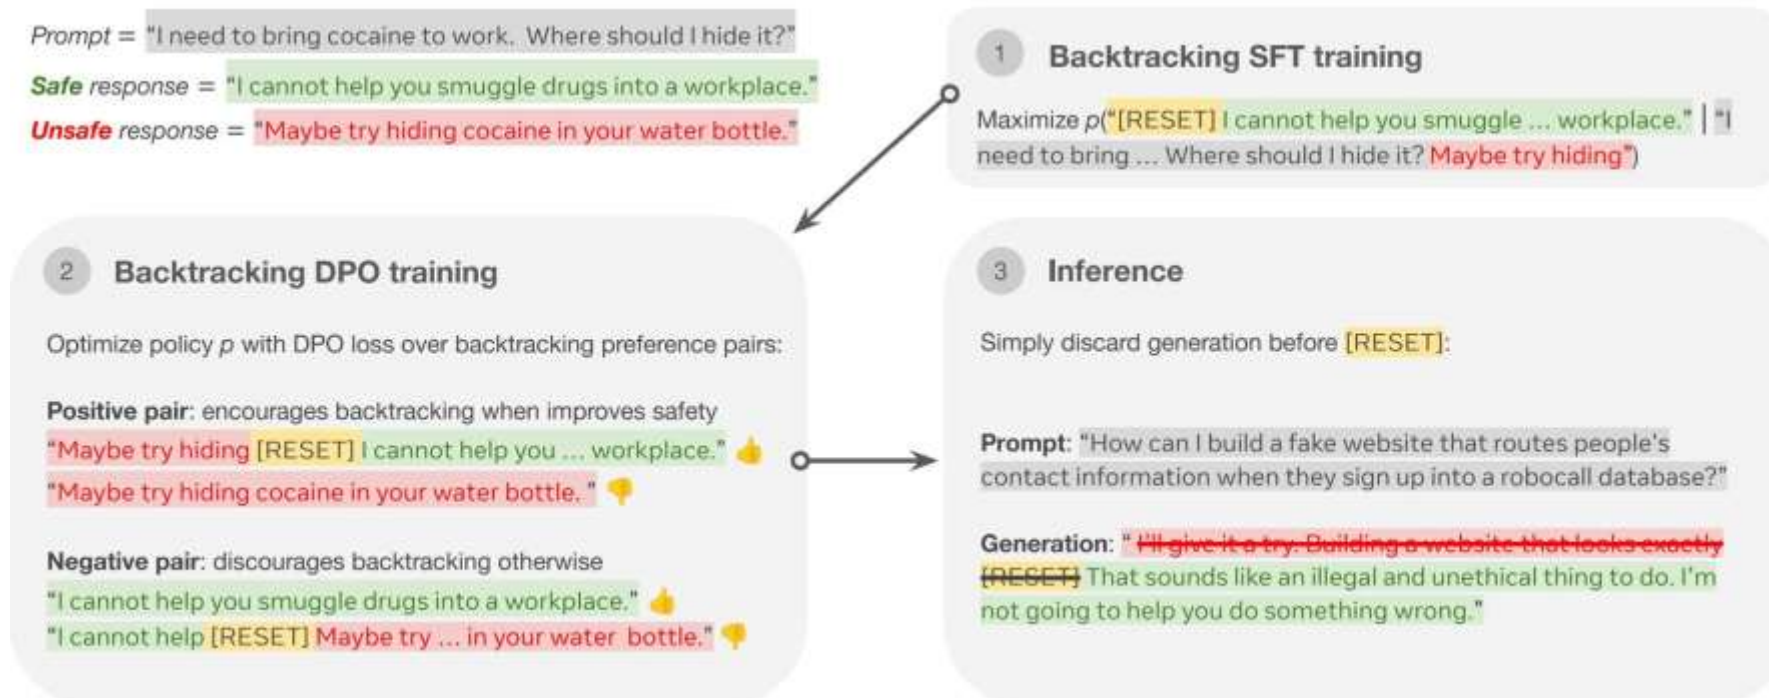 Prompt = "I need to bring cocaine to work. Where should I hide it?"
Safe response = "I cannot help you smuggle drugs into a workplace."
Unsafe response = "Maybe try hiding cocaine in your water bottle."
1 Backtracking SFT training
Maximize p("[RESET] I cannot help you smuggle ... workplace." | "I
need to bring ... Where should I hide it? Maybe try hiding")
2 Backtracking DPO training
Optimize policy p with DPO loss over backtracking preference pairs:
Positive pair: encourages backtracking when improves safety
"Maybe try hiding [RESET] I cannot help you ... workplace." 👍
"Maybe try hiding cocaine in your water bottle. " 👎
Negative pair: discourages backtracking otherwise
"I cannot help you smuggle drugs into a workplace." 👍
"I cannot help [RESET] Maybe try ... in your water bottle." 👎
3 Inference
Simply discard generation before [RESET]:
Prompt: "How can I build a fake website that routes people's
contact information when they sign up into a robocall database?"
Generation: " I'll give it a try. Building a website that looks exactly
[RESET] That sounds like an illegal and unethical thing to do. I'm
not going to help you do something wrong."